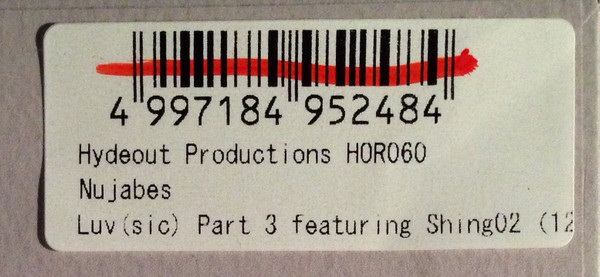 4 997184 952484
Hydeout Productions HOR060
Nujabes
Luv(sic) Part 3 featuring Shing02 (12